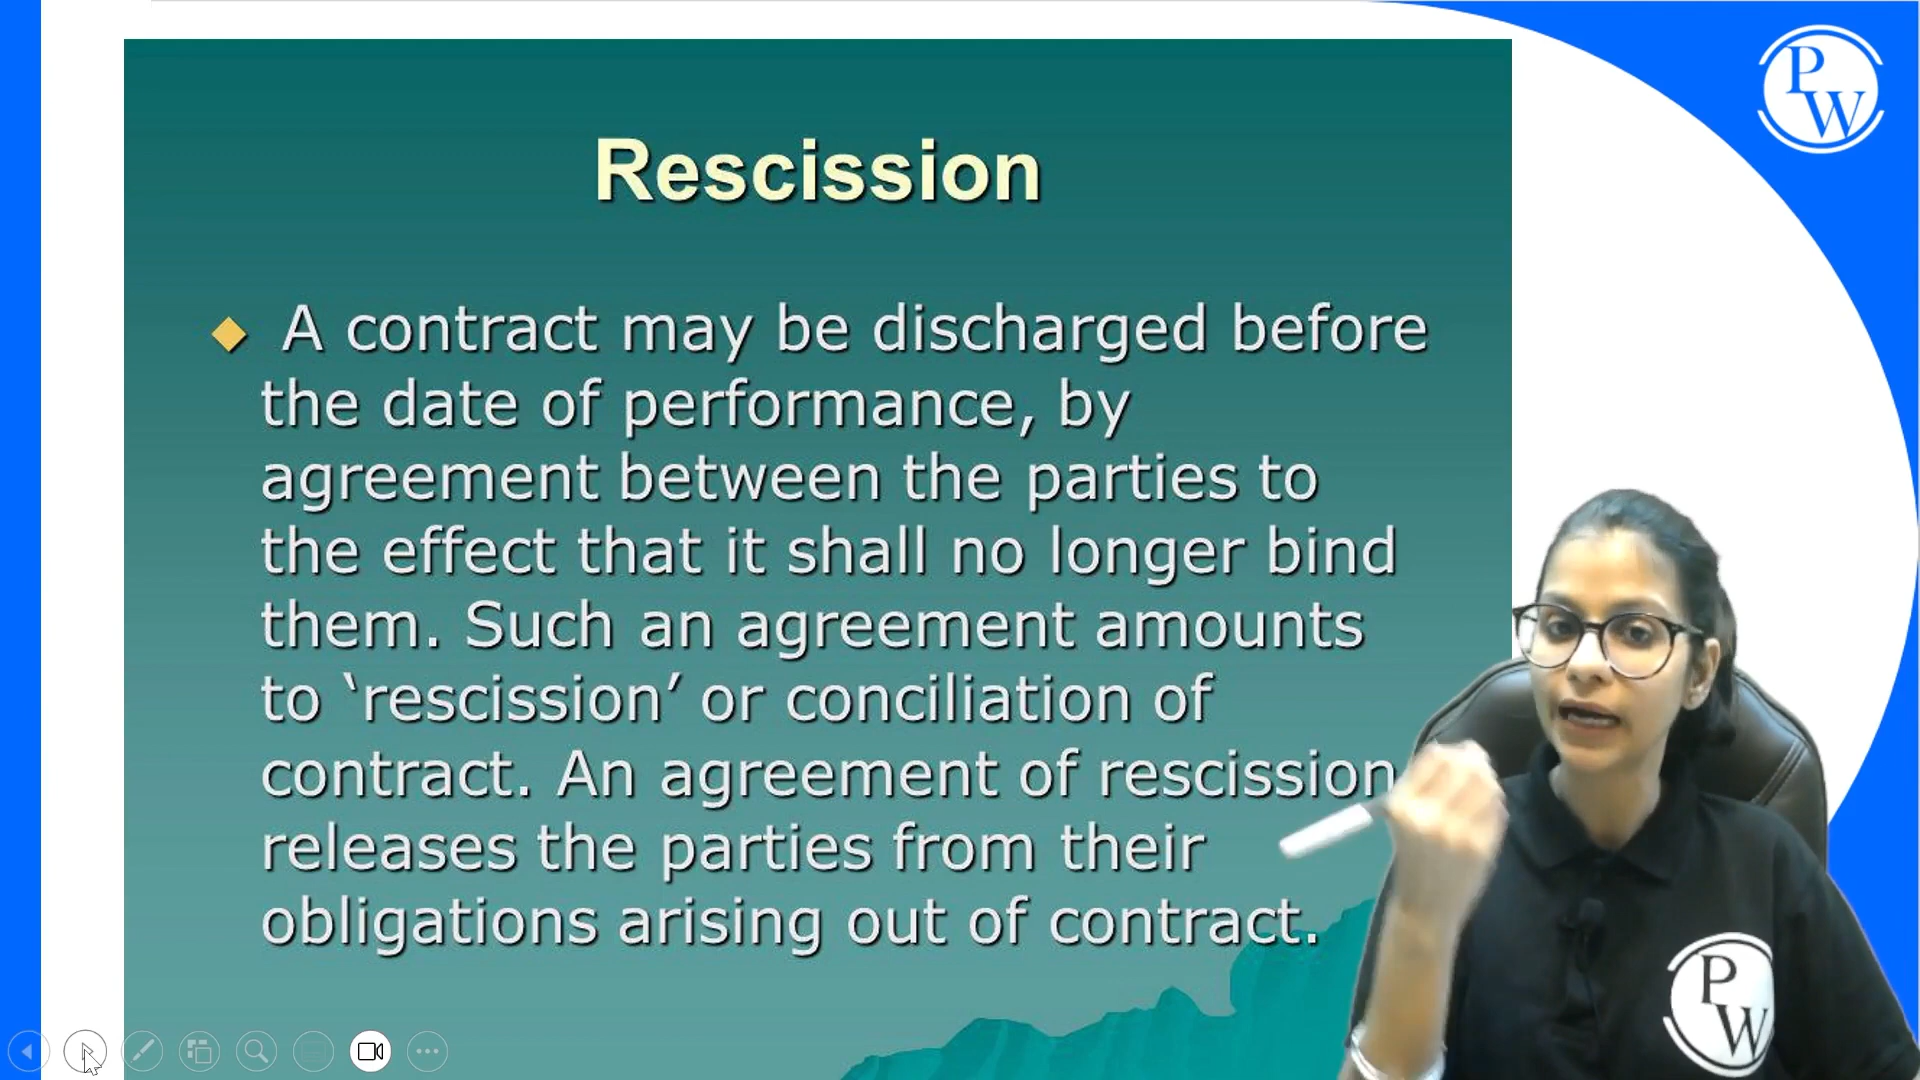 PW
Rescission
A contract may be discharged before
the date of performance, by
agreement between the parties to
the effect that it shall no longer bind
them. Such an agreement amounts
to ‘rescission’ or conciliation of
contract. An agreement of rescission
releases the parties from their
obligations arising out of contract.
PW